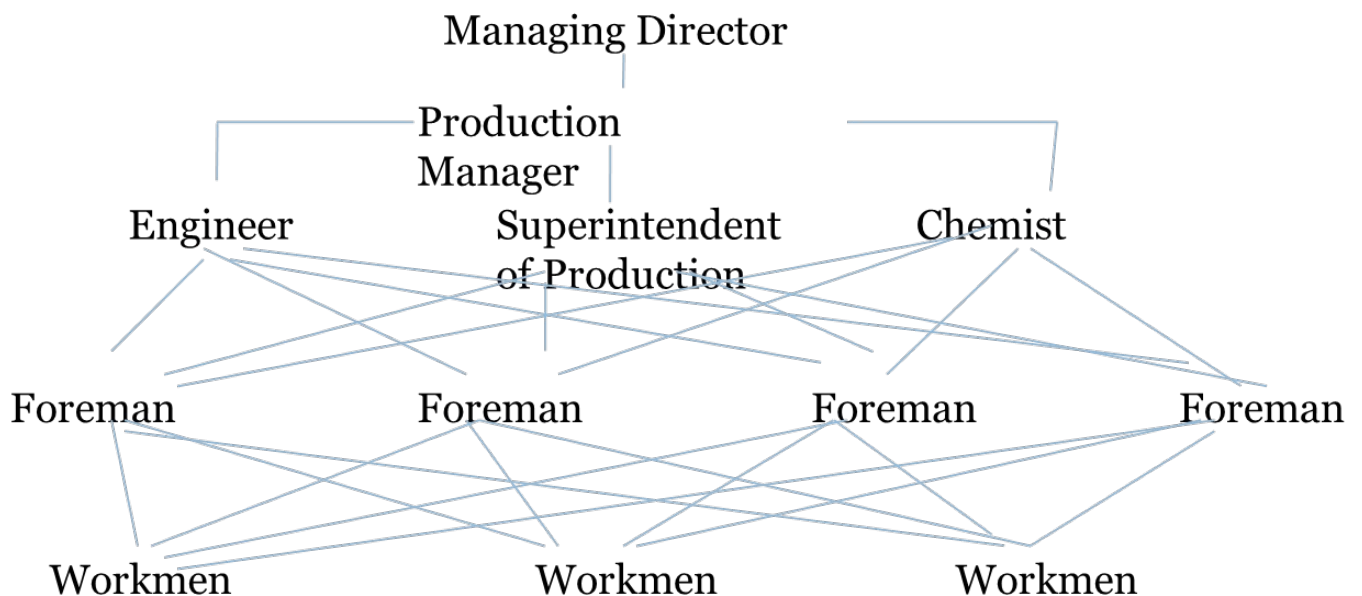 Managing Director
Production
Manager
Engineer
Superintendent
of Production
Chemist
Foreman
Foreman
Foreman
Foreman
Workmen
Workmen
Workmen